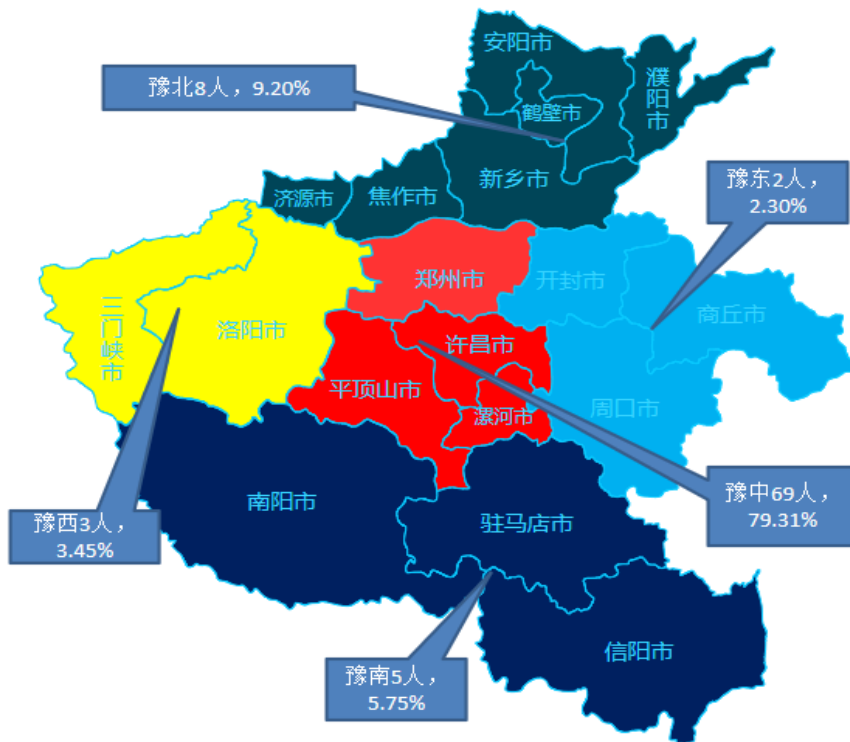 安阳市
豫北8人，9.20%
濮阳市
鹤壁市
新乡市
豫东2人，
2.30%
济源市
焦作市
郑州市
开封市
三门峡市
洛阳市
商丘市
许昌市
平顶山市
漯河市
周口市
南阳市
豫中69人，
79.31%
豫西3人，
3.45%
驻马店市
信阳市
豫南5人，
5.75%